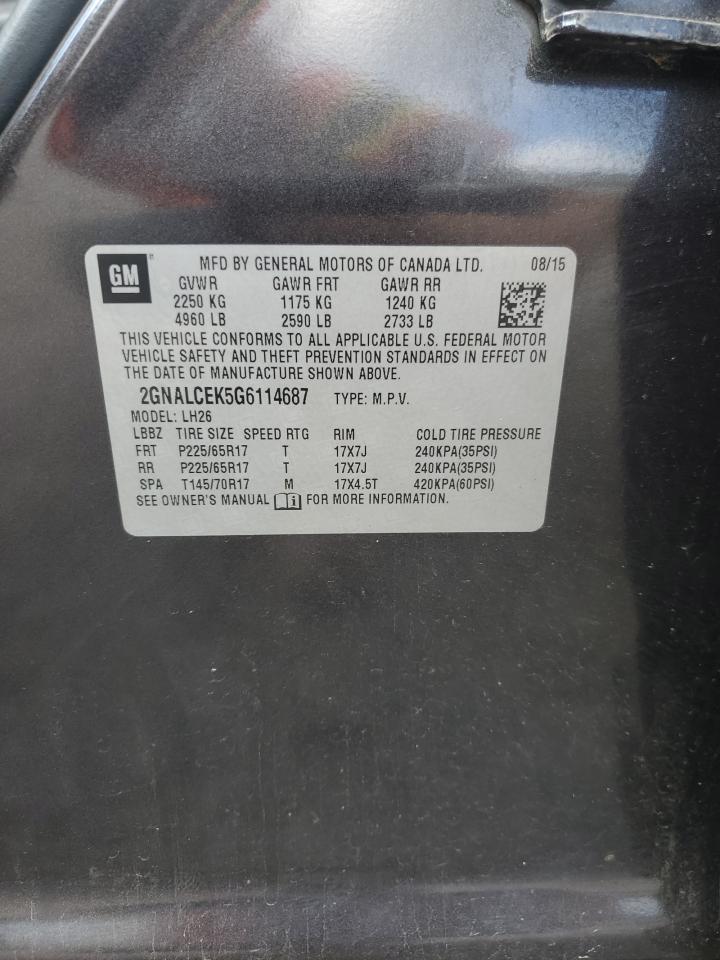 GM
MFD BY GENERAL MOTORS OF CANADA LTD. 08/15
GVWR GAWR FRT GAWR RR
2250 KG 1175 KG 1240 KG
4960 LB 2590 LB 2733 LB
THIS VEHICLE CONFORMS TO ALL APPLICABLE U.S. FEDERAL MOTOR
VEHICLE SAFETY AND THEFT PREVENTION STANDARDS IN EFFECT ON
THE DATE OF MANUFACTURE SHOWN ABOVE.
2GNALCEK5G6114687 TYPE: M.P.V.
MODEL: LH26
LBBZ TIRE SIZE SPEED RTG RIM COLD TIRE PRESSURE
FRT P225/65R17 T 17X7J 240KPA(35PSI)
RR P225/65R17 T 17X7J 240KPA(35PSI)
SPA T145/70R17 M 17X4.5T 420KPA(60PSI)
SEE OWNER'S MANUAL i FOR MORE INFORMATION.